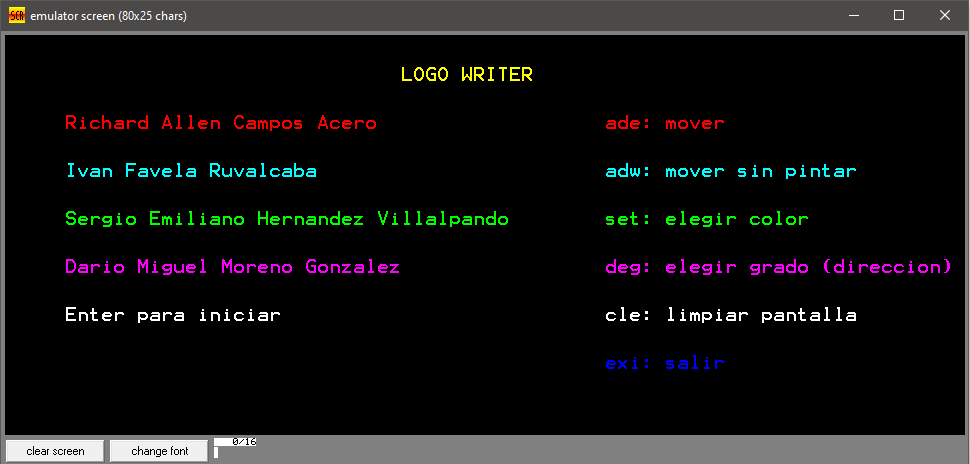 emulator screen (80x25 chars)
LOGO WRITER
Richard Allen Campos Acero ade: mover
Ivan Favela Ruvalcaba adw: mover sin pintar
Sergio Emiliano Hernandez Villalpando set: elegir color
Dario Miguel Moreno Gonzalez deg: elegir grado (direccion)
Enter para iniciar cle: limpiar pantalla
exi: salir
clear screen change font 0/16